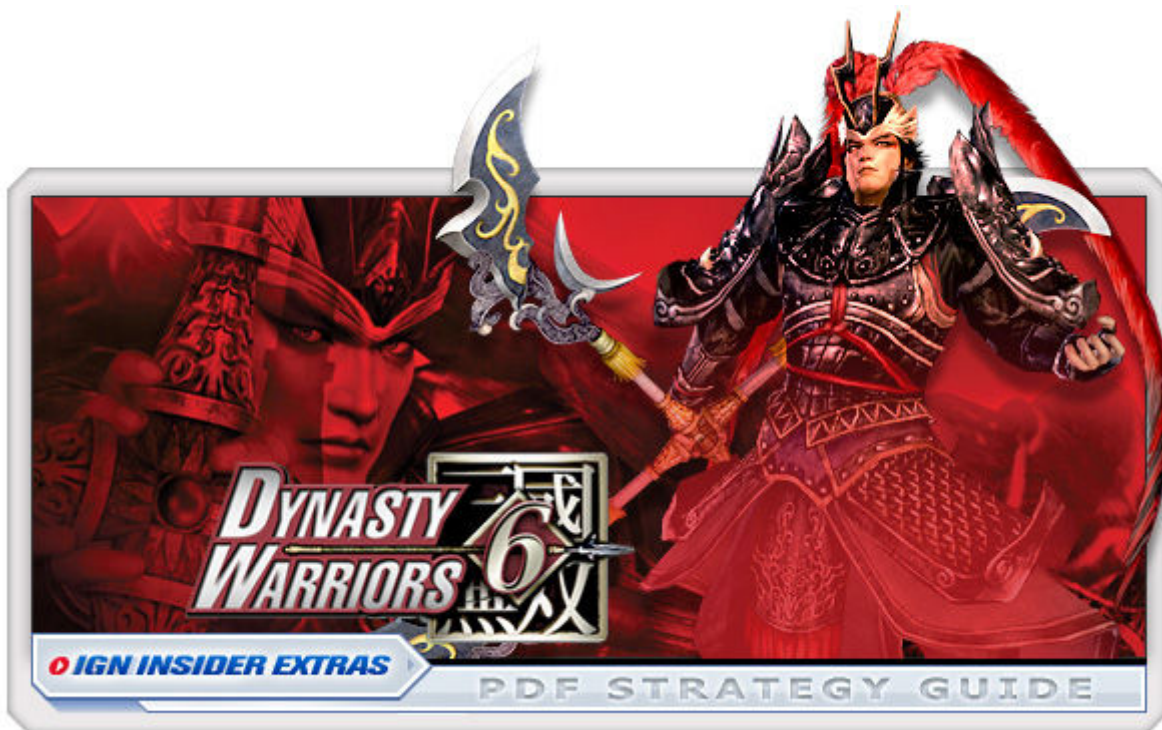 DYNASTY
WARRIORS 6
IGN INSIDER EXTRAS
PDF STRATEGY GUIDE